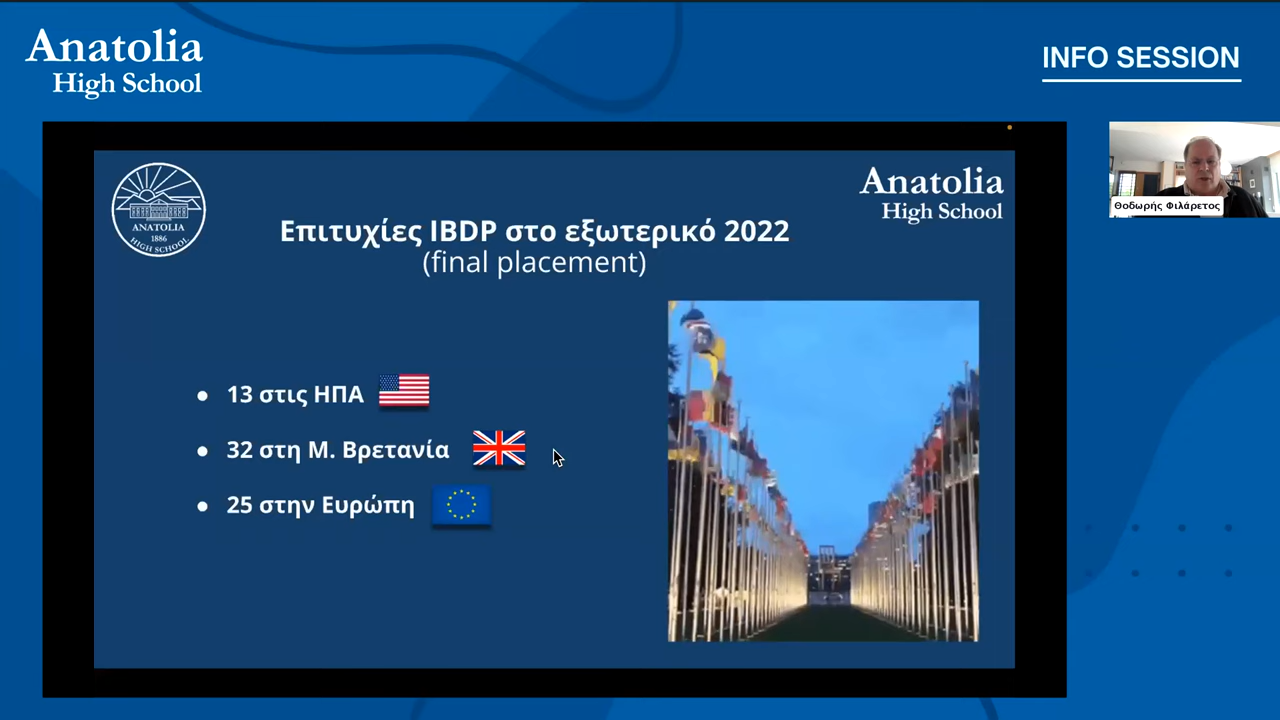 Anatolia
High School
INFO SESSION
ANATOLIA
1886
HIGH SCHOOL
Anatolia
High School
Επιτυχίες IBDP στο εξωτερικό 2022
(final placement)
• 13 στις ΗΠΑ
• 32 στη Μ. Βρετανία
• 25 στην Ευρώπη
Θοδωρής Φιλάρετος